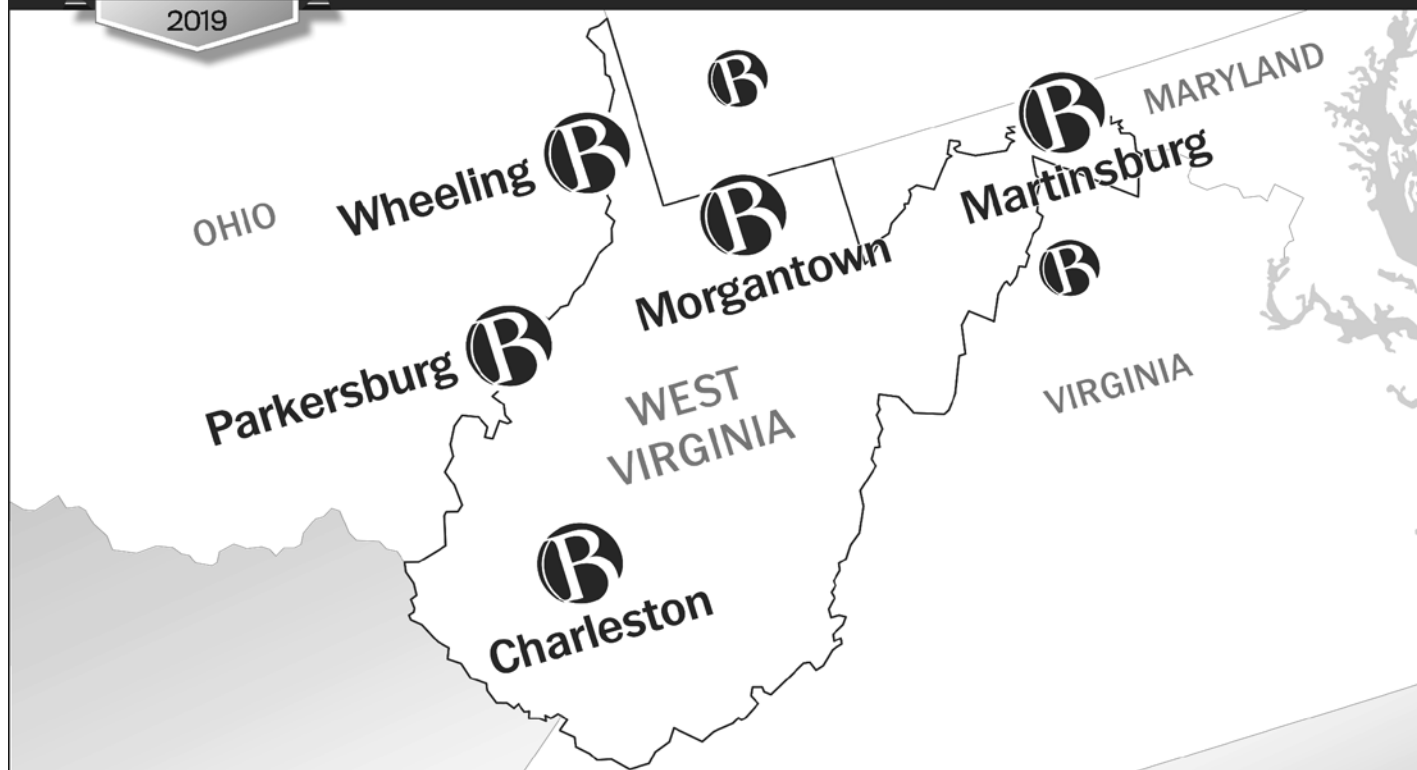 2019
B
MARYLAND
B
B
Wheeling
Martinsburg
OHIO
B
Morgantown
B
B
Parkersburg
WEST
VIRGINIA
VIRGINIA
B
Charleston